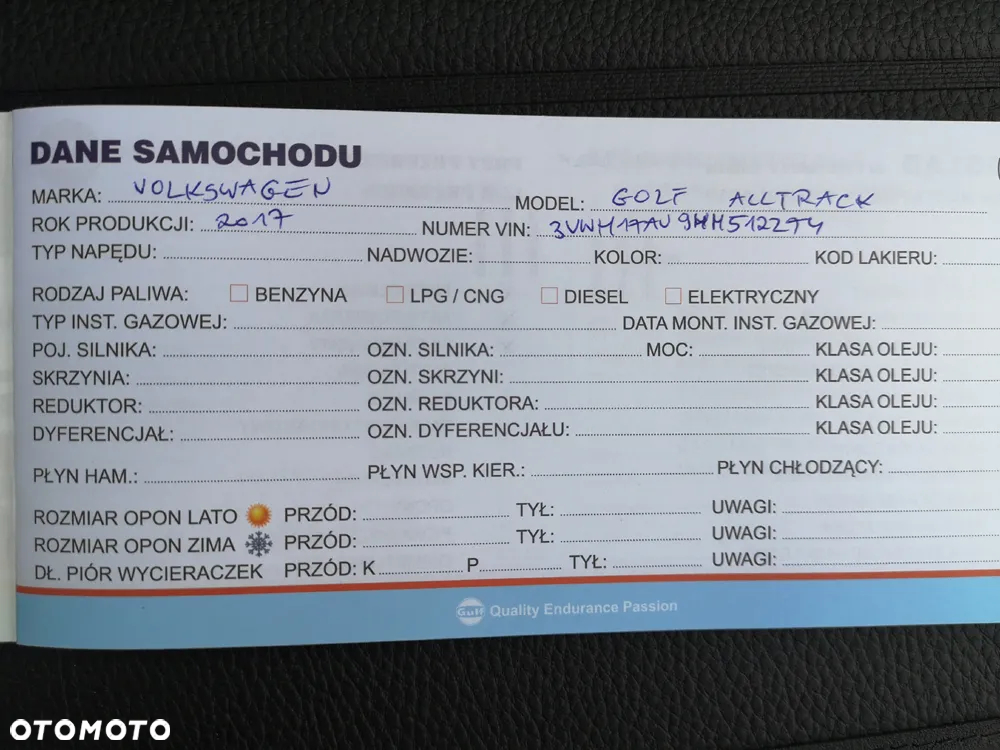 DANE SAMOCHODU
MARKA: VOLKSWAGEN MODEL: GOLF ALLTRACK
ROK PRODUKCJI: 2017 NUMER VIN:
TYP NAPĘDU: NADWOZIE: KOLOR: KOD LAKIERU:
RODZAJ PALIWA: BENZYNA LPG / CNG DIESEL ELEKTRYCZNY
TYP INST. GAZOWEJ: DATA MONT. INST. GAZOWEJ:
POJ. SILNIKA: OZN. SILNIKA: MOC: KLASA OLEJU:
SKRZYNIA: OZN. SKRZYNI: KLASA OLEJU:
REDUKTOR: OZN. REDUKTORA: KLASA OLEJU:
DYFERENCJAŁ: OZN. DYFERENCJAŁU: KLASA OLEJU:
PŁYN HAM.: PŁYN WSP. KIER.: PŁYN CHŁODZĄCY:
ROZMIAR OPON LATO PRZÓD: TYŁ: UWAGI:
ROZMIAR OPON ZIMA PRZÓD: TYŁ: UWAGI:
DŁ. PIÓR WYCIERACZEK PRZÓD: K P TYŁ: UWAGI:
Gulf Quality Endurance Passion
OTOMOTO